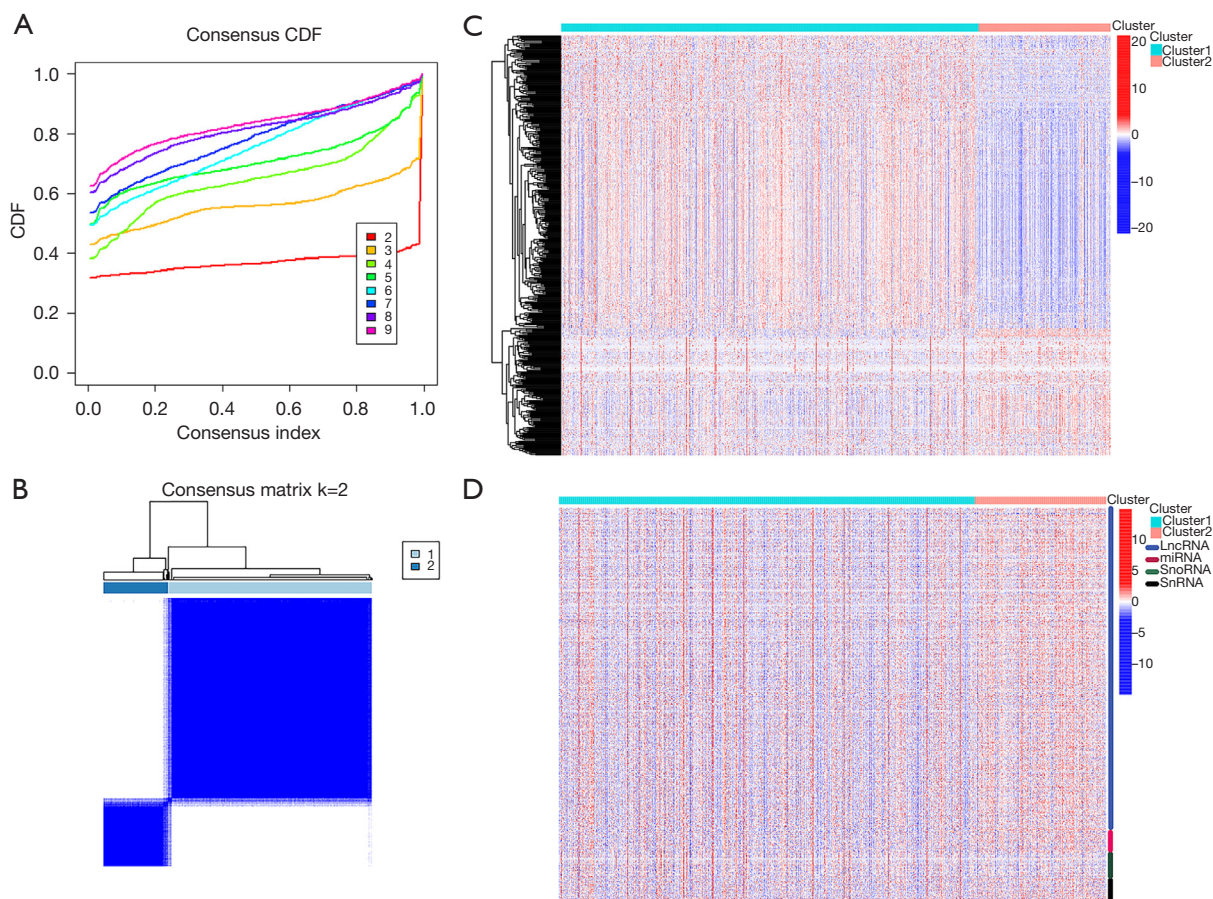 A
Consensus CDF
CDF
1.0
0.8
0.6
0.4
0.2
0.0
2
3
4
5
6
7
8
9
0.0 0.2 0.4 0.6 0.8 1.0
Consensus index
B
Consensus matrix k=2
1
2
C
Cluster
20
10
0
−10
−20
Cluster
Cluster1
Cluster2
D
Cluster
10
5
0
−5
−10
Cluster
Cluster1
Cluster2
LncRNA
miRNA
SnoRNA
SnRNA